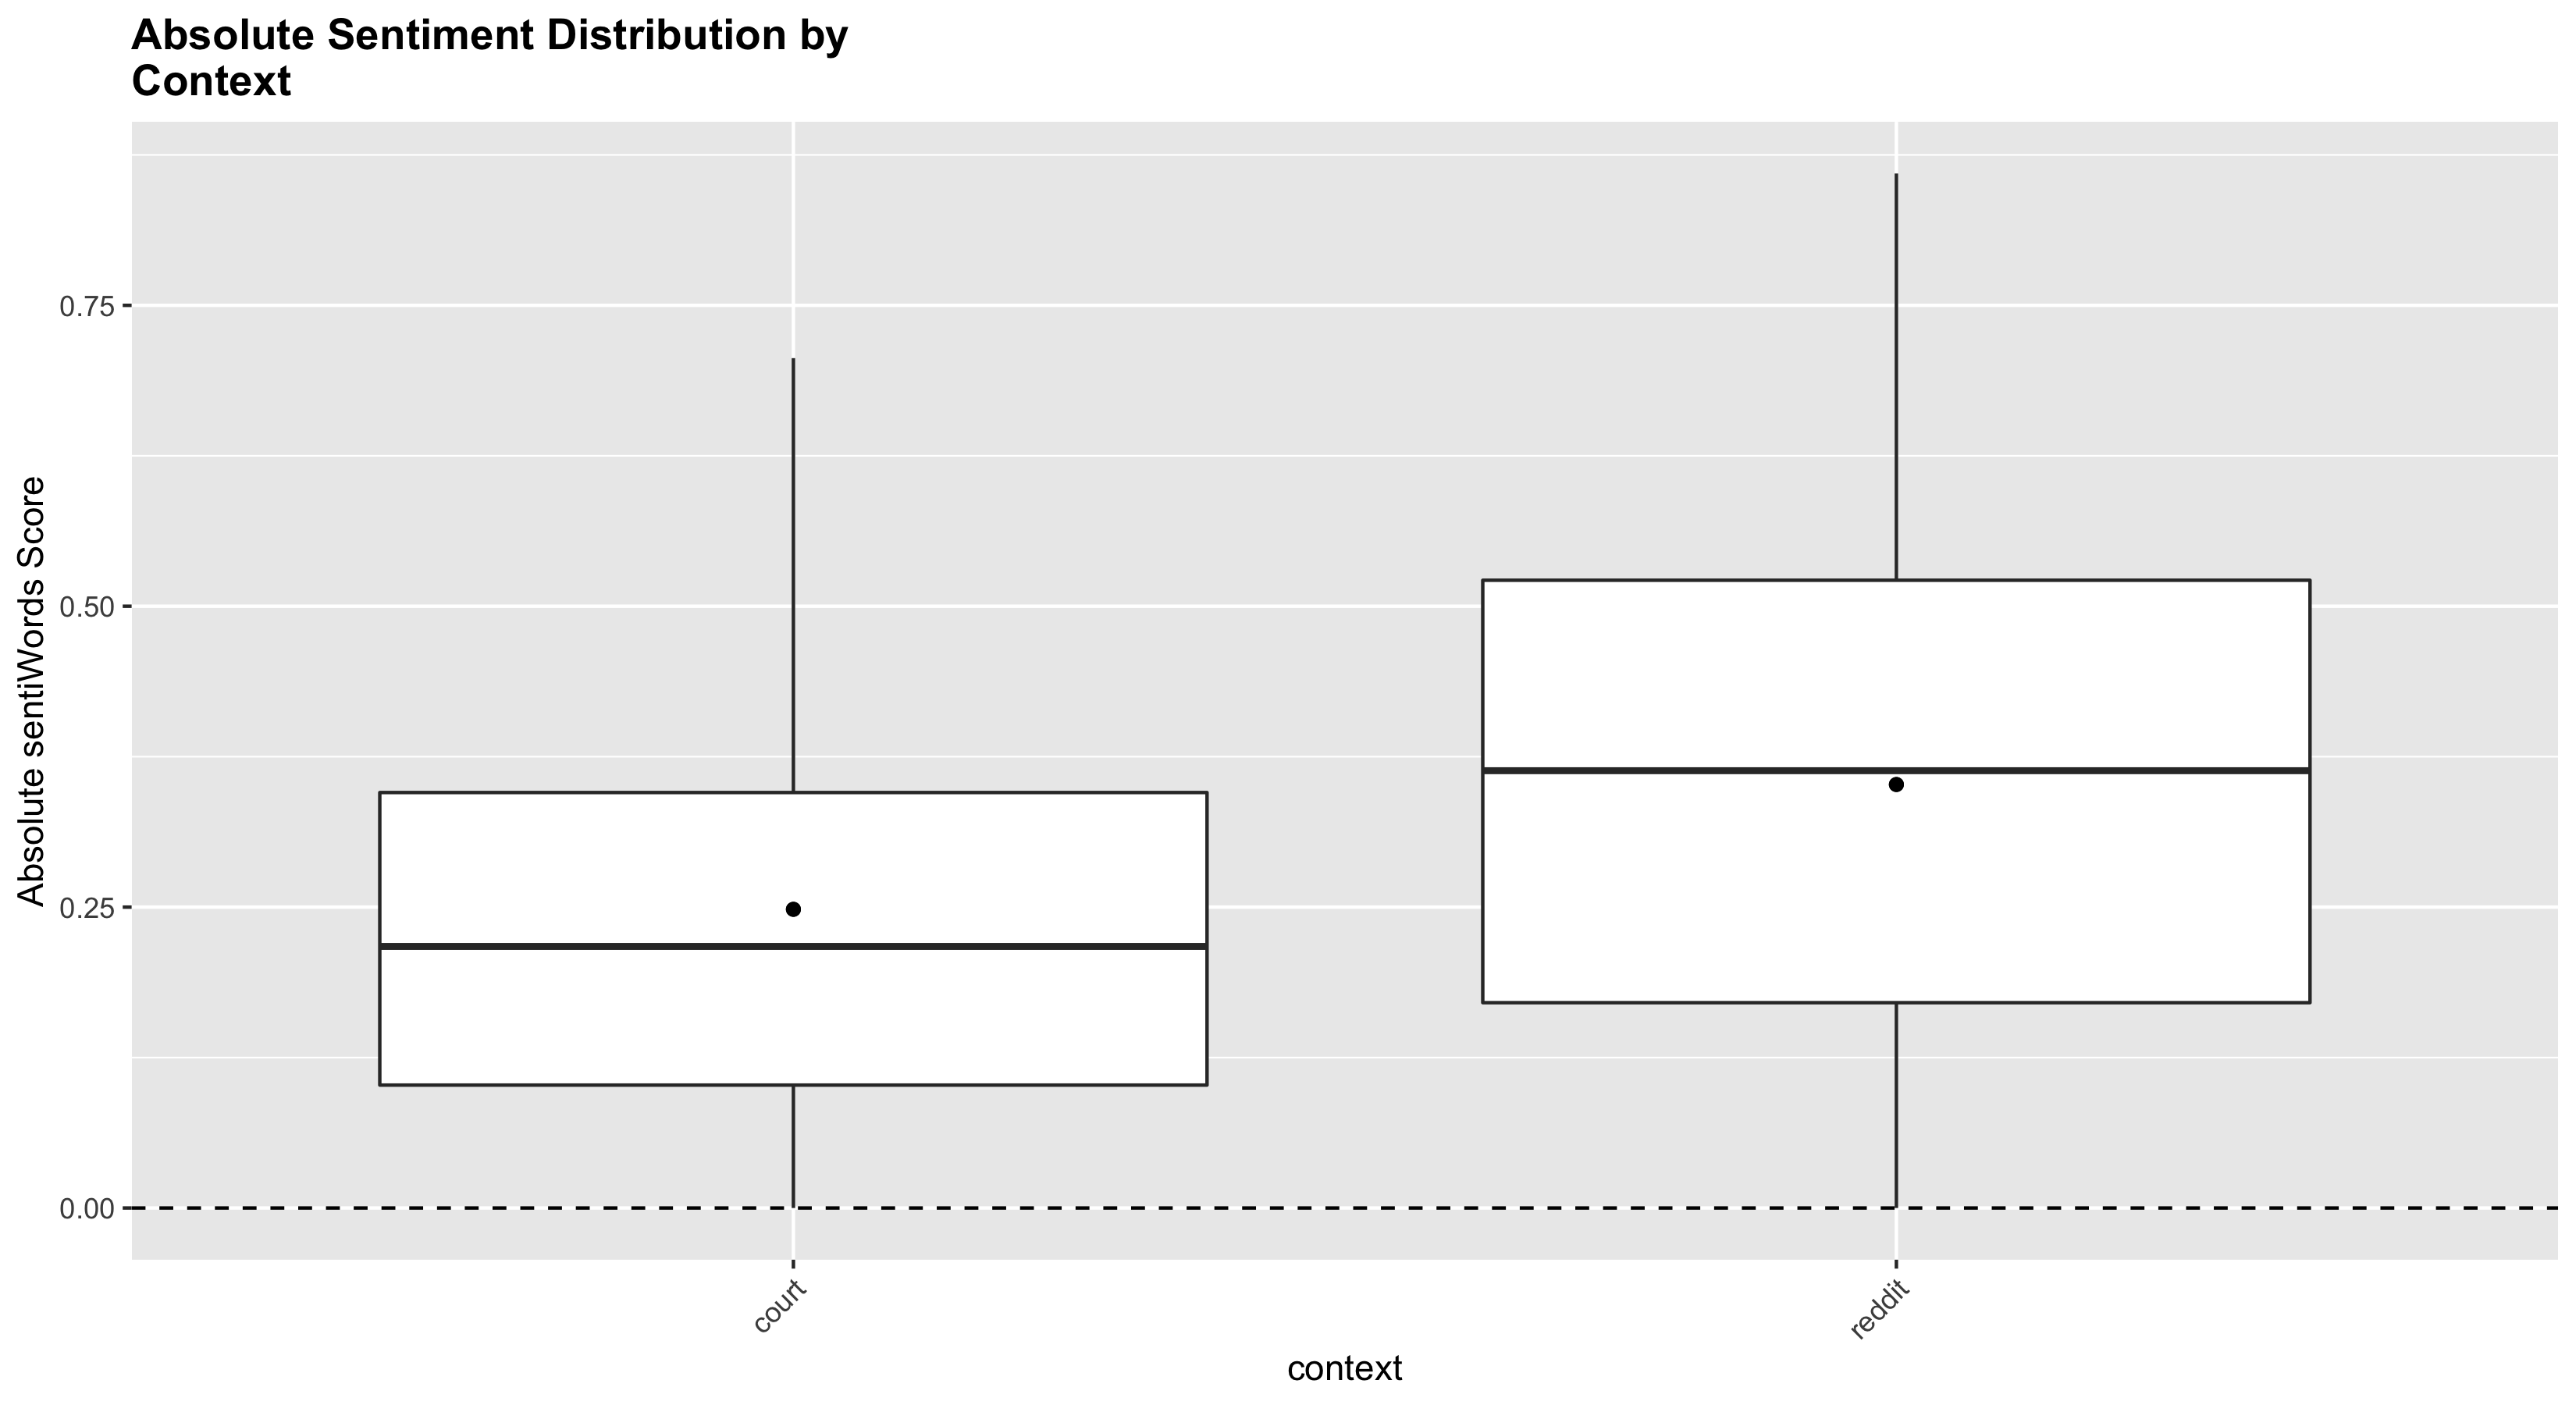 Absolute Sentiment Distribution by
Context
Absolute sentiWords Score
0.75
0.50
0.25
0.00
court
reddit
context